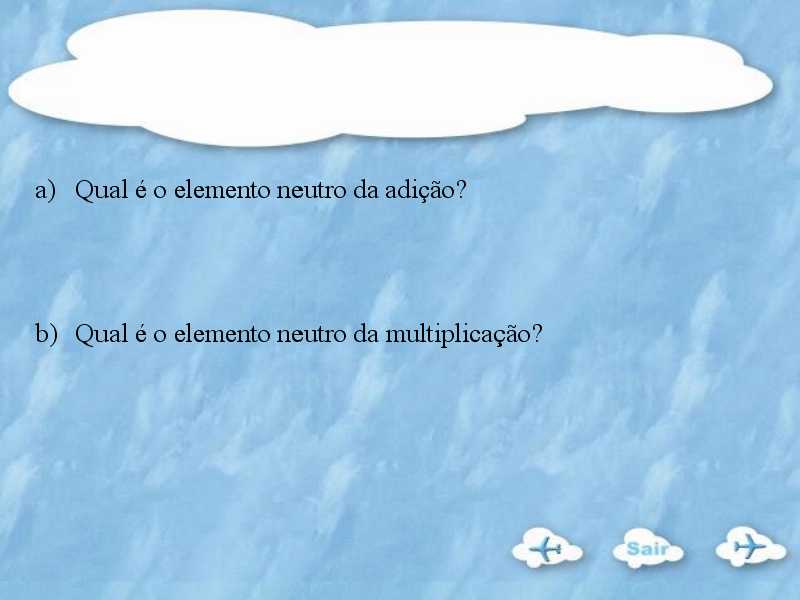 a) Qual é o elemento neutro da adição?
b) Qual é o elemento neutro da multiplicação?
Sair